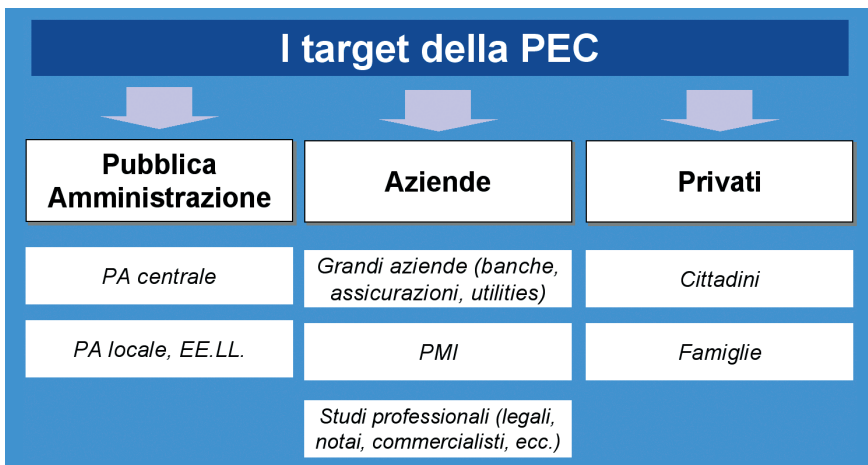 I target della PEC
Pubblica
Amministrazione
Aziende
Privati
PA centrale
Grandi aziende (banche,
assicurazioni, utilities)
Cittadini
PA locale, EE.LL.
PMI
Famiglie
Studi professionali (legali,
notai, commercialisti, ecc.)